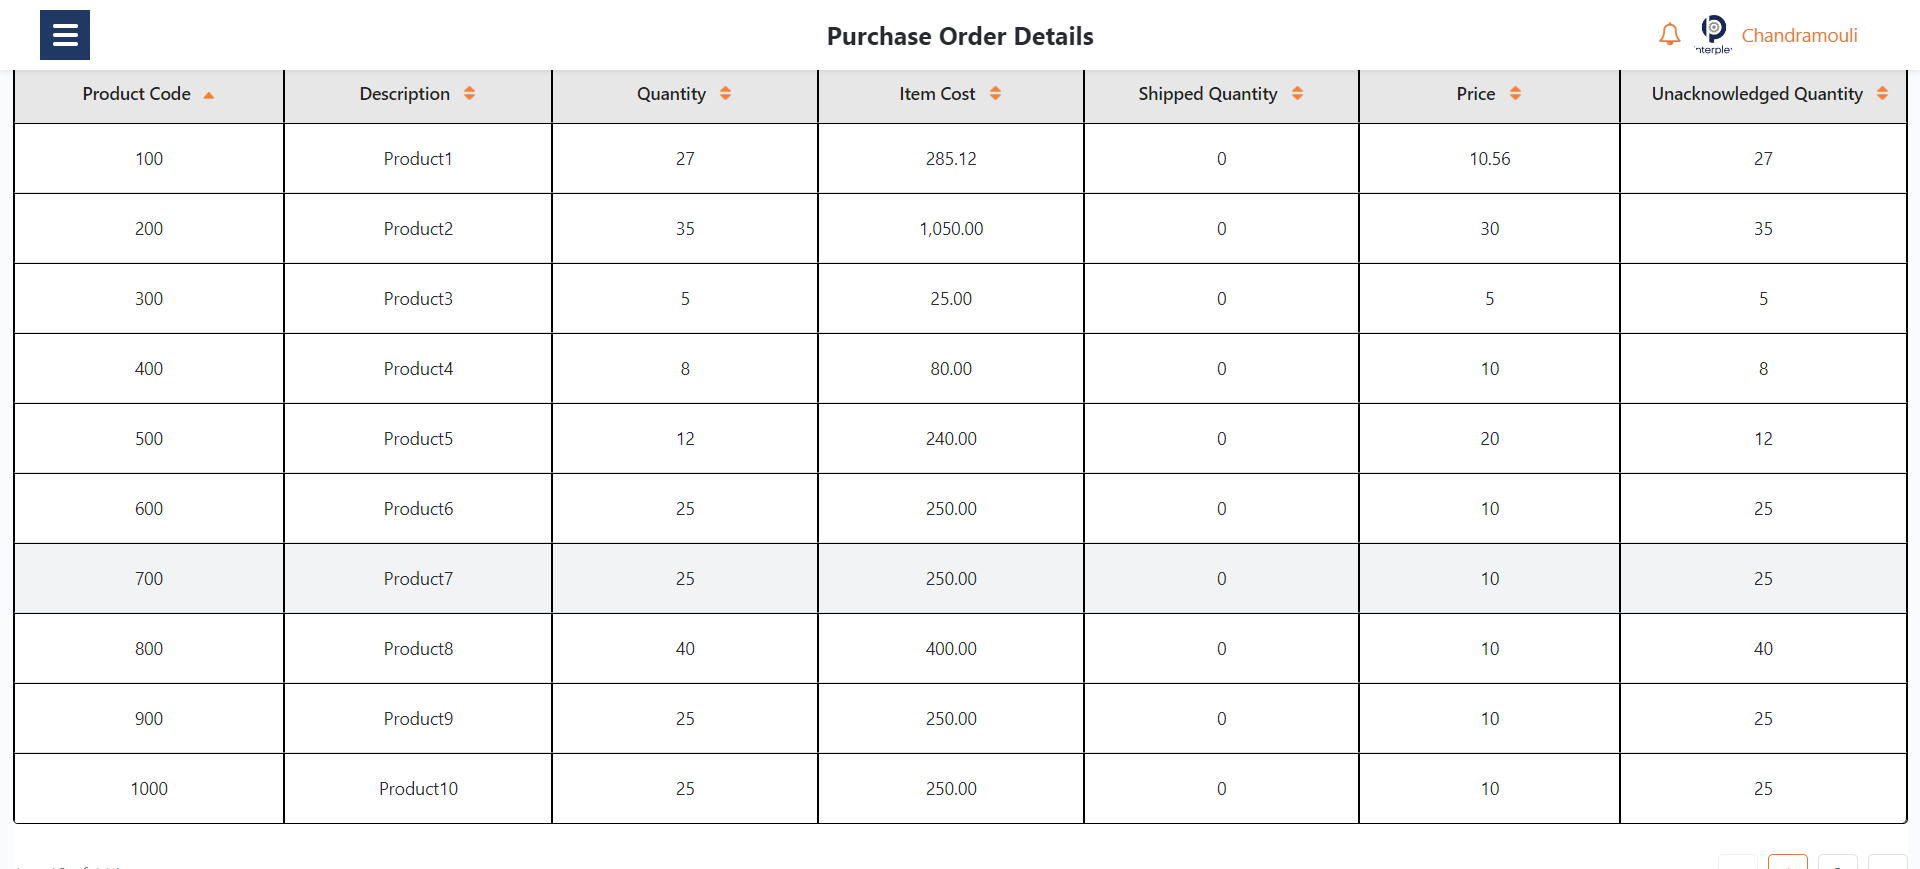 Purchase Order Details
nterple
Chandramouli
Product Code Description Quantity Item Cost Shipped Quantity Price Unacknowledged Quantity
100 Product1 27 285.12 0 10.56 27
200 Product2 35 1,050.00 0 30 35
300 Product3 5 25.00 0 5 5
400 Product4 8 80.00 0 10 8
500 Product5 12 240.00 0 20 12
600 Product6 25 250.00 0 10 25
700 Product7 25 250.00 0 10 25
800 Product8 40 400.00 0 10 40
900 Product9 25 250.00 0 10 25
1000 Product10 25 250.00 0 10 25